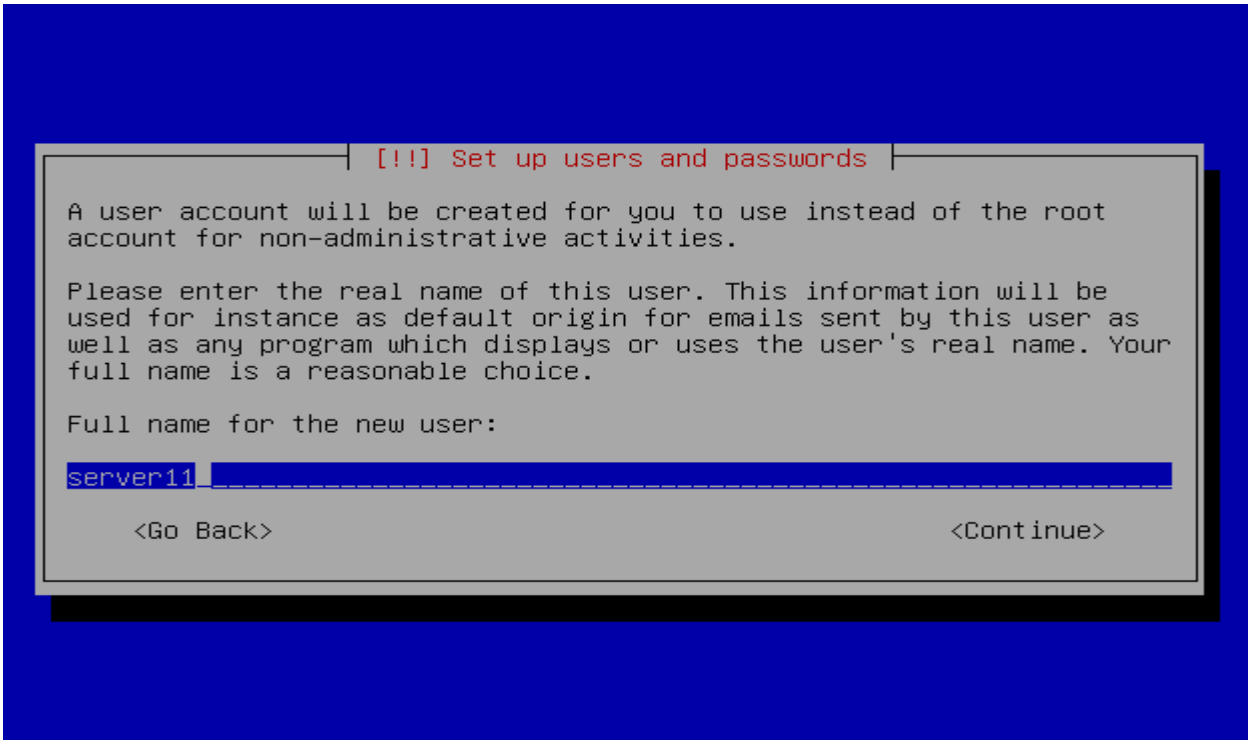 [!!] Set up users and passwords
A user account will be created for you to use instead of the root
account for non-administrative activities.
Please enter the real name of this user. This information will be
used for instance as default origin for emails sent by this user as
well as any program which displays or uses the user's real name. Your
full name is a reasonable choice.
Full name for the new user:
server11
<Go Back> <Continue>